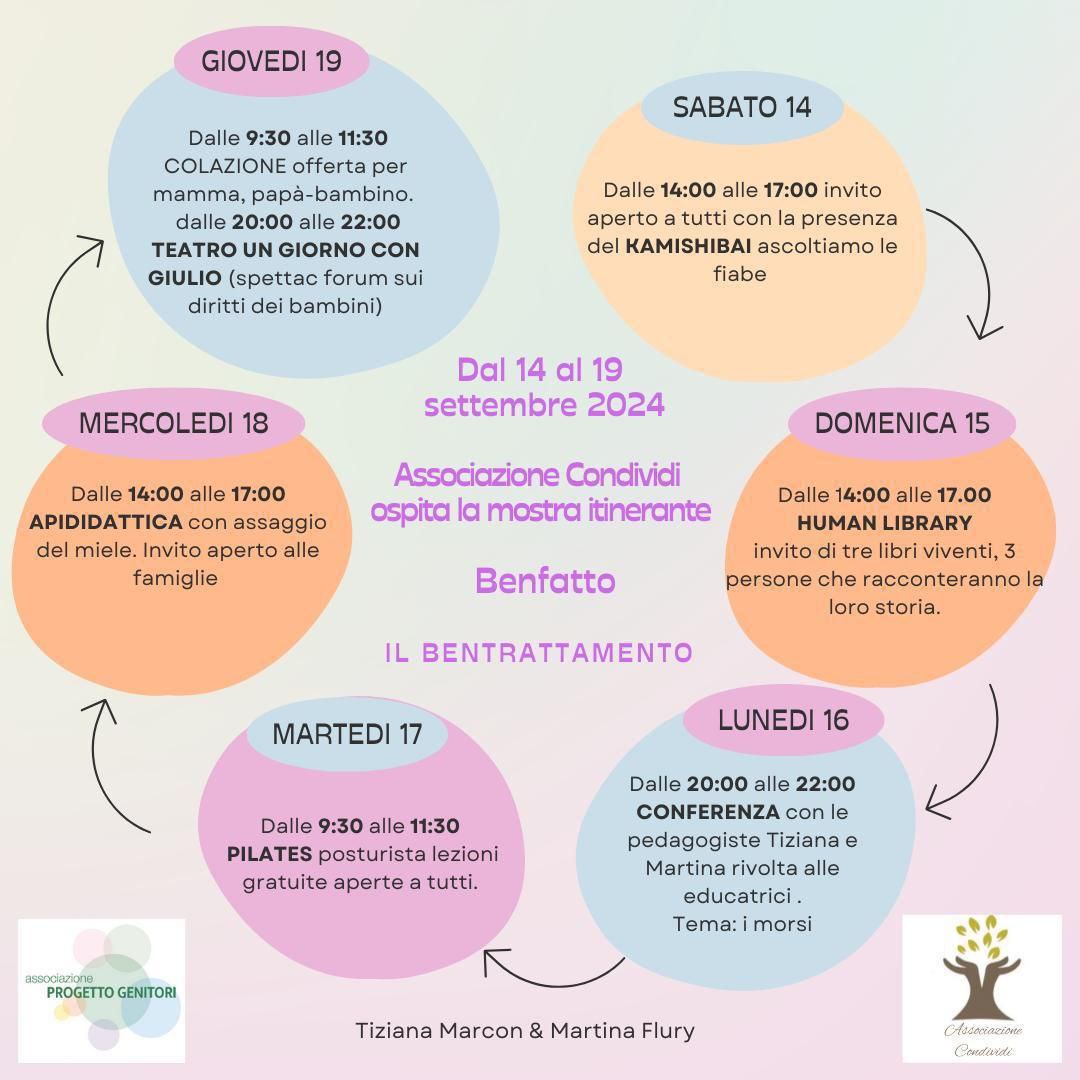 GIOVEDI 19
Dalle 9:30 alle 11:30
COLAZIONE offerta per
mamma, papà-bambino.
dalle 20:00 alle 22:00
TEATRO UN GIORNO CON
GIULIO (spettac forum sui
diritti dei bambini)
SABATO 14
Dalle 14:00 alle 17:00 invito
aperto a tutti con la presenza
del KAMISHIBAI ascoltiamo le
fiabe
Dal 14 al 19
settembre 2024
Associazione Condividi
ospita la mostra itinerante
Benfatto
IL BENTRATTAMENTO
MERCOLEDI 18
Dalle 14:00 alle 17:00
APIDIDATTICA con assaggio
del miele. Invito aperto alle
famiglie
DOMENICA 15
Dalle 14:00 alle 17.00
HUMAN LIBRARY
invito di tre libri viventi, 3
persone che racconteranno la
loro storia.
MARTEDI 17
Dalle 9:30 alle 11:30
PILATES posturista lezioni
gratuite aperte a tutti.
LUNEDI 16
Dalle 20:00 alle 22:00
CONFERENZA con le
pedagogiste Tiziana e
Martina rivolta alle
educatrici .
Tema: i morsi
associazione
PROGETTO GENITORI
Tiziana Marcon & Martina Flury
Associazione
Condividi